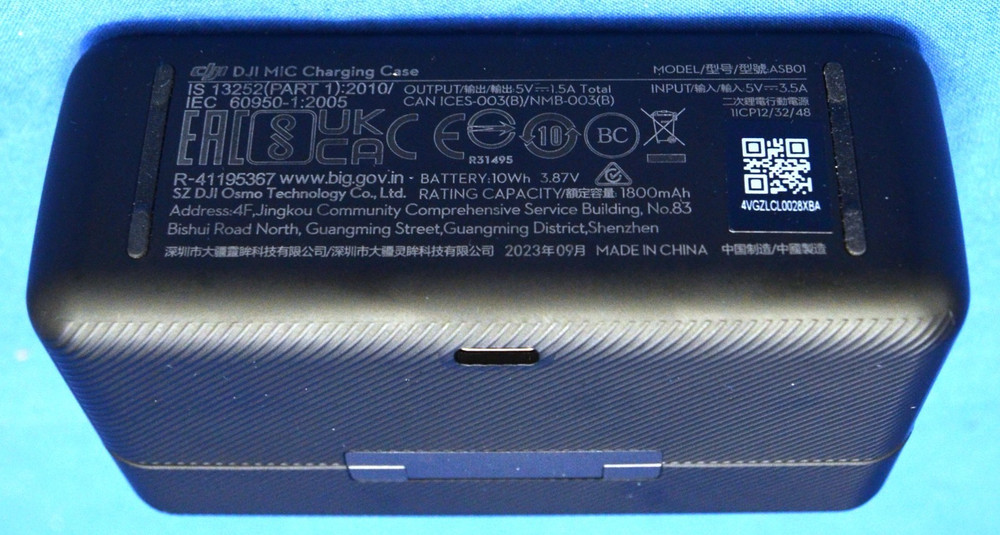 dji DJI MIC Charging Case
MODEL/型号/型號:ASB01
IS 13252(PART 1):2010/
IEC 60950-1:2005
OUTPUT/输出/輸出:5V⎓1.5A Total
CAN ICES-003(B)/NMB-003(B)
INPUT/输入/輸入:5V⎓3.5A
二次鋰電行動電源
1ICP12/32/48
EAC UK CA C CE 10 BC
R31495
R-41195367 www.big.gov.in - BATTERY:10Wh 3.87V
SZ DJI Osmo Technology Co., Ltd. RATING CAPACITY/額定容量:1800mAh
4VGZLCL0028XBA
Address:4F,Jingkou Community Comprehensive Service Building, No.83
Bishui Road North, Guangming Street,Guangming District,Shenzhen
深圳市大疆靈眸科技有限公司/深圳市大疆灵眸科技有限公司 2023年09月 MADE IN CHINA 中国制造/中國製造